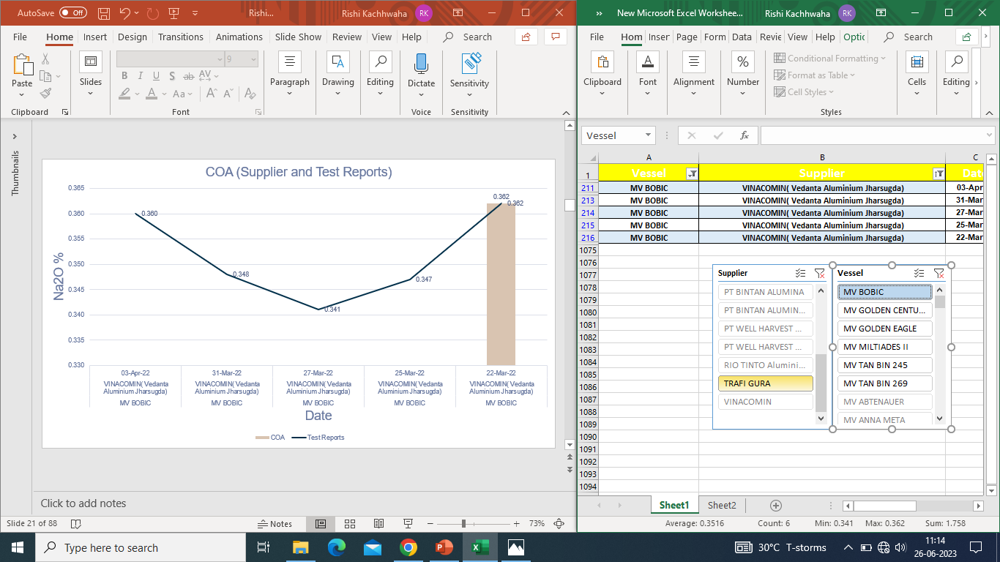 AutoSave Off Rishi... Rishi Kachhwaha RK
File Home Insert Design Transitions Animations Slide Show Review View Help Search
9
Paste Slides B I U S ab AV Paragraph Drawing Editing Dictate Sensitivity
A Aa A A A
Clipboard Font Voice Sensitivity
Thumbnails
COA (Supplier and Test Reports)
Na2O %
0.365
0.360
0.355
0.350
0.345
0.340
0.335
0.330
0.360
0.348
0.341
0.347
0.362
0.362
03-Apr-22 31-Mar-22 27-Mar-22 25-Mar-22 22-Mar-22
VINACOMIN( Vedanta VINACOMIN( Vedanta VINACOMIN( Vedanta VINACOMIN( Vedanta VINACOMIN( Vedanta
Aluminium Jharsugda) Aluminium Jharsugda) Aluminium Jharsugda) Aluminium Jharsugda) Aluminium Jharsugda)
MV BOBIC MV BOBIC MV BOBIC MV BOBIC MV BOBIC
Date
COA Test Reports
Click to add notes
Slide 21 of 88 Notes 73%
New Microsoft Excel Workshee... Rishi Kachhwaha RK
File Hom Inser Page Form Data Revie View Help Optic Search
Clipboard Font Alignment Number Conditional Formatting Cells Editing
Format as Table
Cell Styles
Styles
Vessel fx
A B C
1 Vessel Supplier Dat
211 MV BOBIC VINACOMIN( Vedanta Aluminium Jharsugda) 03-Apr
213 MV BOBIC VINACOMIN( Vedanta Aluminium Jharsugda) 31-Mar
214 MV BOBIC VINACOMIN( Vedanta Aluminium Jharsugda) 27-Mar
215 MV BOBIC VINACOMIN( Vedanta Aluminium Jharsugda) 25-Mar
216 MV BOBIC VINACOMIN( Vedanta Aluminium Jharsugda) 22-Mar
1075
1076
1077
1078
1079
1080
1081
1082
1083
1084
1085
1086
1087
1088
1089
1090
1091
1092
1093
1094
Supplier
PT BINTAN ALUMINA
PT BINTAN ALUMIN...
PT WELL HARVEST ...
PT WELL HARVEST ...
RIO TINTO Alumini...
TRAFI GURA
VINACOMIN
Vessel
MV BOBIC
MV GOLDEN CENTU...
MV GOLDEN EAGLE
MV MILTIADES II
MV TAN BIN 245
MV TAN BIN 269
MV ABTENAUER
MV ANNA META
Sheet1 Sheet2
Average: 0.3516 Count: 6 Min: 0.341 Max: 0.362 Sum: 1.758
Type here to search 30°C T-storms 11:14
26-06-2023